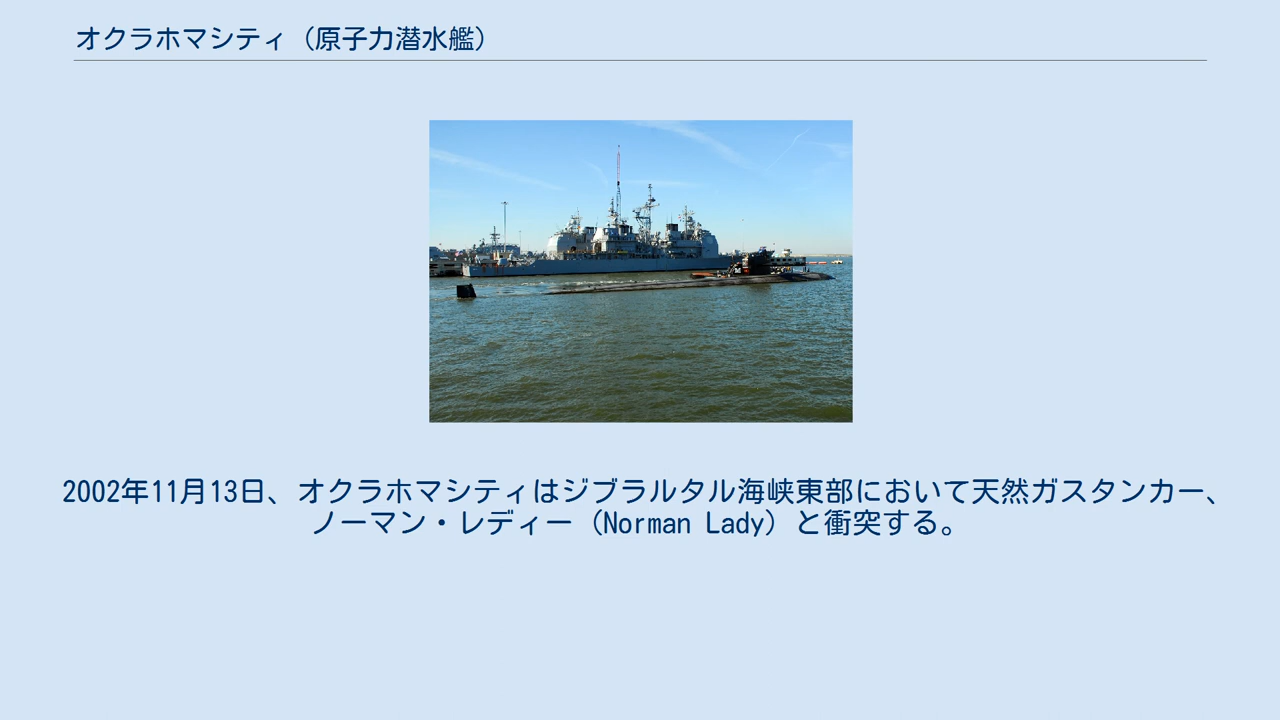 オクラホマシティ（原子力潜水艦）
2002年11月13日、オクラホマシティはジブラルタル海峡東部において天然ガスタンカー、
ノーマン・レディー（Norman Lady）と衝突する。